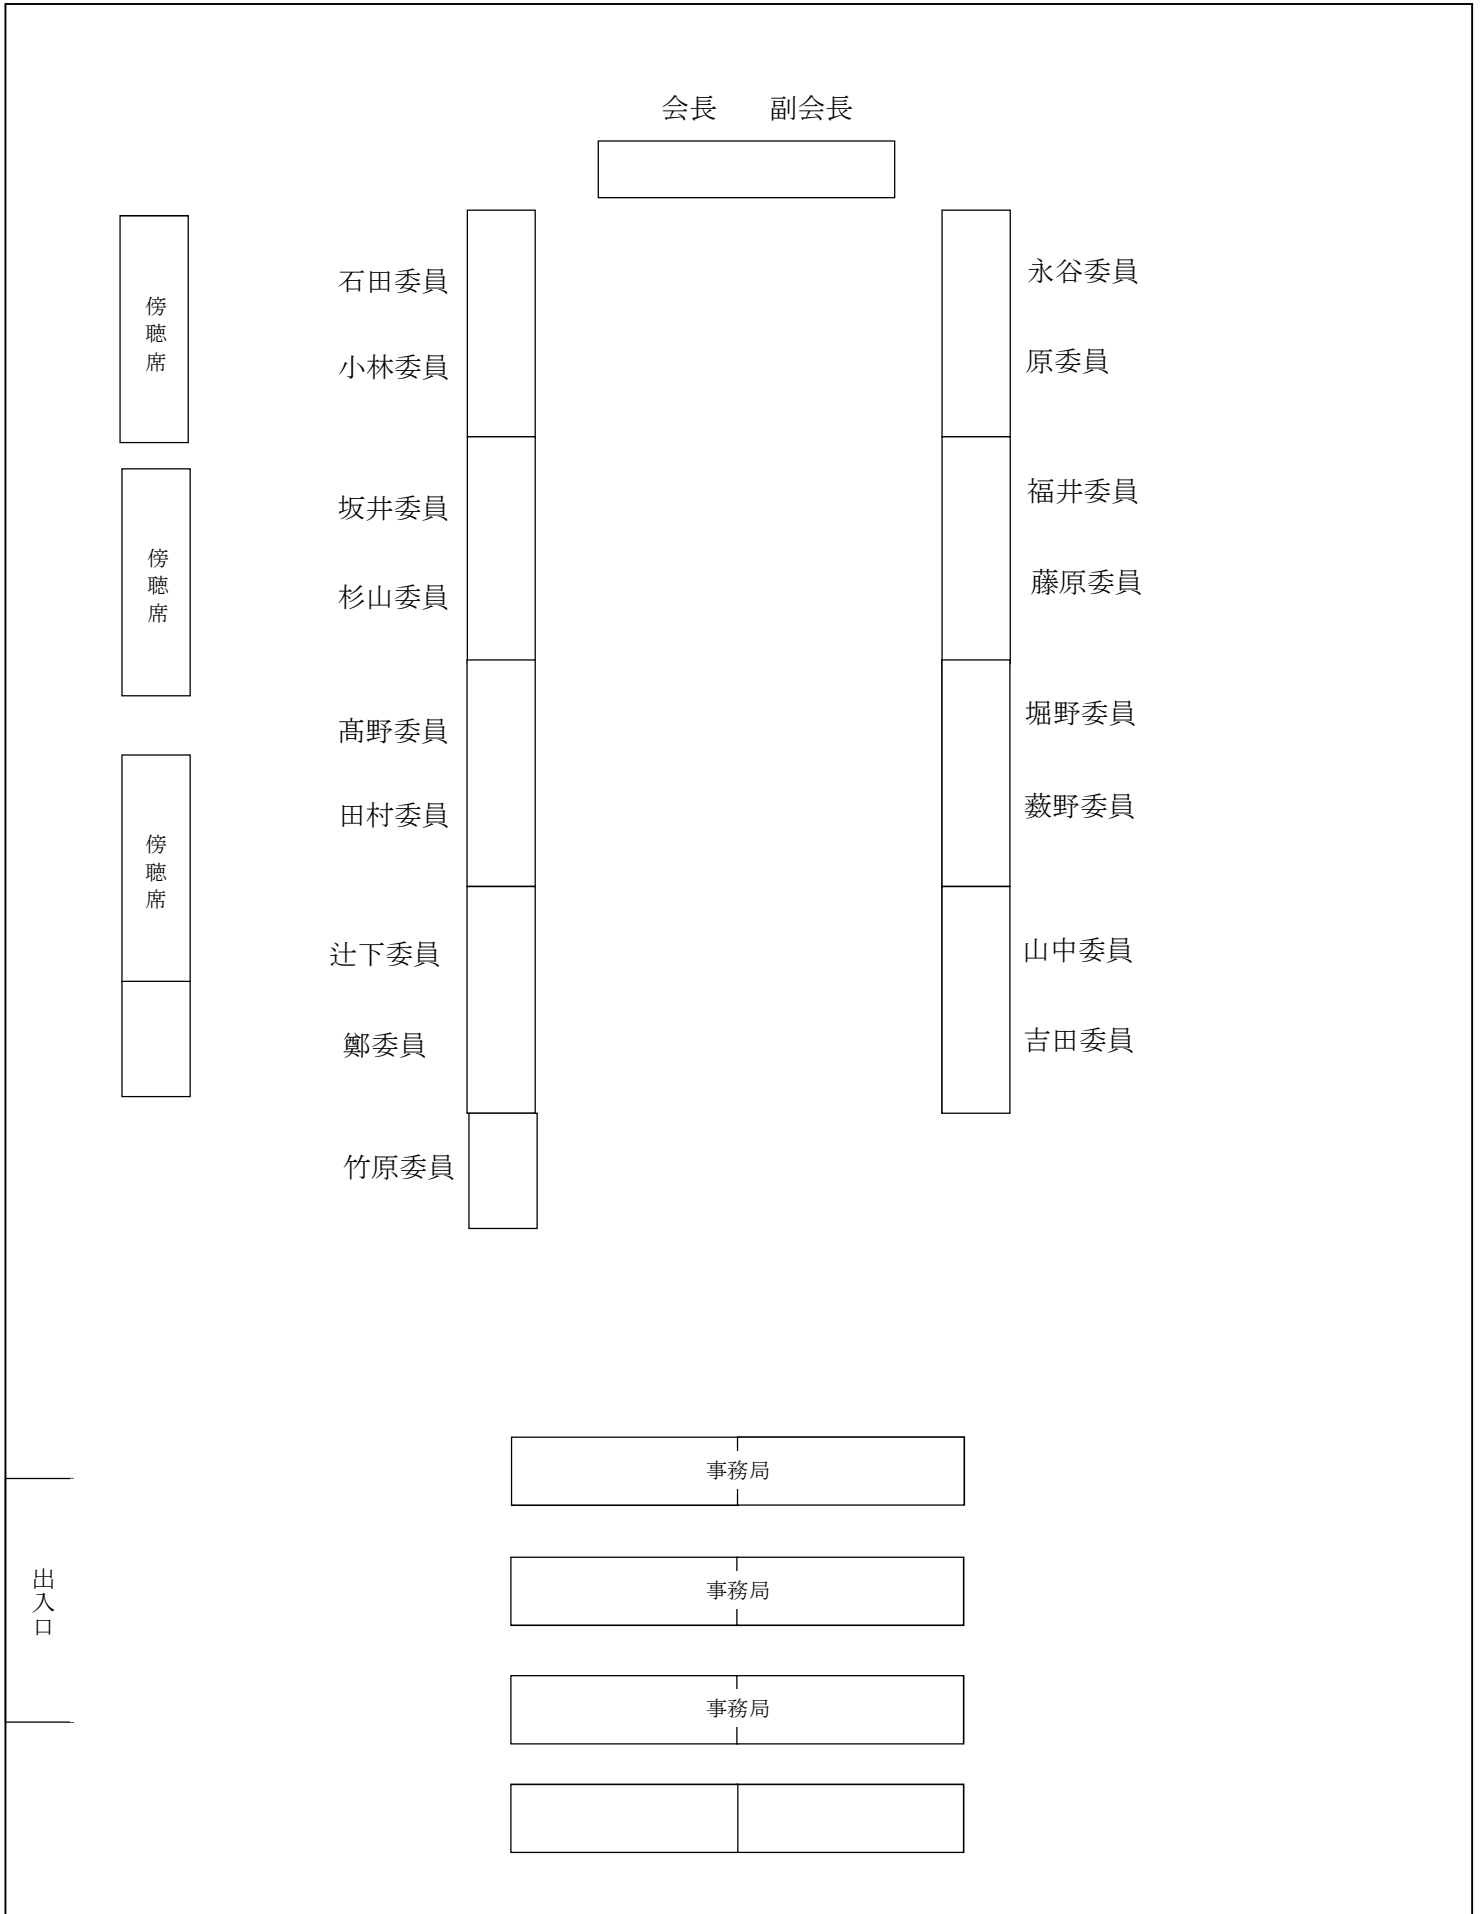 会長　副会長
石田委員
小林委員
坂井委員
杉山委員
髙野委員
田村委員
辻下委員
鄭委員
竹原委員
永谷委員
原委員
福井委員
藤原委員
堀野委員
薮野委員
山中委員
吉田委員
傍聴席
傍聴席
傍聴席
事務局
事務局
事務局
出入口